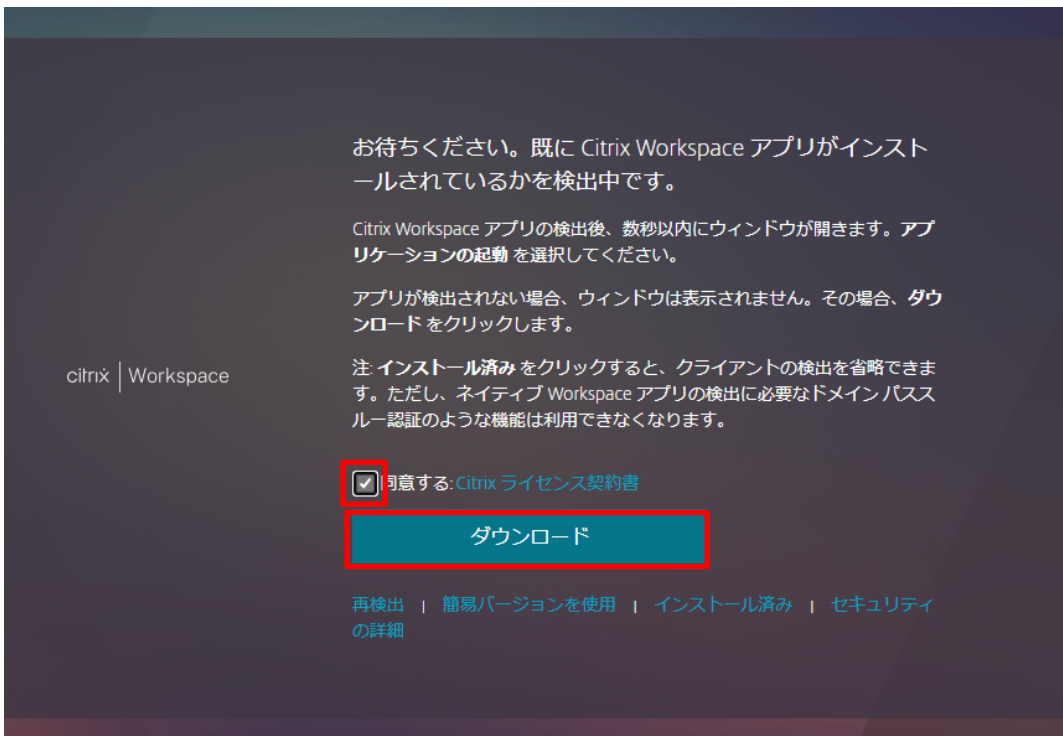 お待ちください。既に Citrix Workspace アプリがインスト
ールされているかを検出中です。
Citrix Workspace アプリの検出後、数秒以内にウィンドウが開きます。アプ
リケーションの起動 を選択してください。
アプリが検出されない場合、ウィンドウは表示されません。その場合、ダウ
ンロード をクリックします。
注: インストール済み をクリックすると、クライアントの検出を省略できま
す。ただし、ネイティブ Workspace アプリの検出に必要なドメイン パスス
ルー認証のような機能は利用できなくなります。
citrix | Workspace
同意する: Citrix ライセンス契約書
ダウンロード
再検出 | 簡易バージョンを使用 | インストール済み | セキュリティ
の詳細